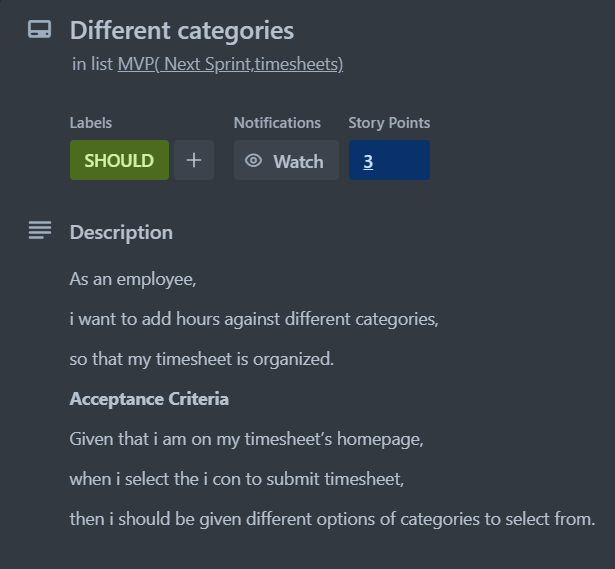 Different categories
in list MVP( Next Sprint,timesheets)
Labels
Notifications
Story Points
SHOULD
+
Watch
3
Description
As an employee,
i want to add hours against different categories,
so that my timesheet is organized.
Acceptance Criteria
Given that i am on my timesheet's homepage,
when i select the i con to submit timesheet,
then i should be given different options of categories to select from.